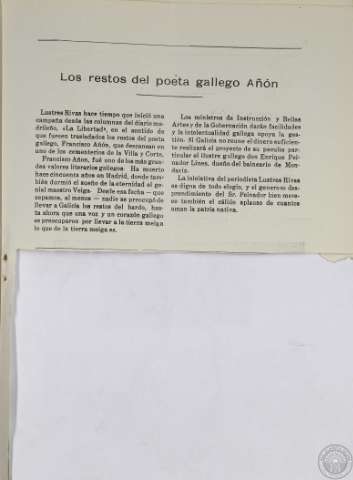 Los restos del poeta gallego Añón
Lustres Rivas hace tiempo que inició una
campaña desde las columnas del diario ma-
drileño, «La Libertad», en el sentido de
que fuesen trasladados los restos del poeta
gallego, Francisco Añón, que descansan en
uno de los cementerios de la Villa y Corte.
Francisco Añón, fué uno de los más gran-
des valores literarios gallegos. Ha muerto
hace cincuenta años en Madrid, donde tam-
bién durmió el sueño de la eternidad el ge-
nial maestro Veiga. Desde esa fecha — que
sepamos, al menos — nadie se preocupó de
llevar a Galicia los restos del bardo, has-
ta ahora que una voz y un corazón gallego
se preocuparon por llevar a la tierra meiga
lo que de la tierra meiga es.
Los ministros de Instrucción y Bellas
Artes y de la Gobernación darán facilidades
y la intelectualidad gallega apoya la ges-
tión. Si Galicia no reune el dinero suficien-
te realizará el proyecto de su peculio par-
ticular el ilustre gallego don Enrique Pei-
nador Lines, dueño del balneario de Mon-
dariz.
La iniciativa del periodista Lustres Rivas
es digna de todo elogio, y el generoso des-
prendimiento del Sr. Peinador bien mere-
ce también el cálido aplauso de cuantos
aman la patria nativa.